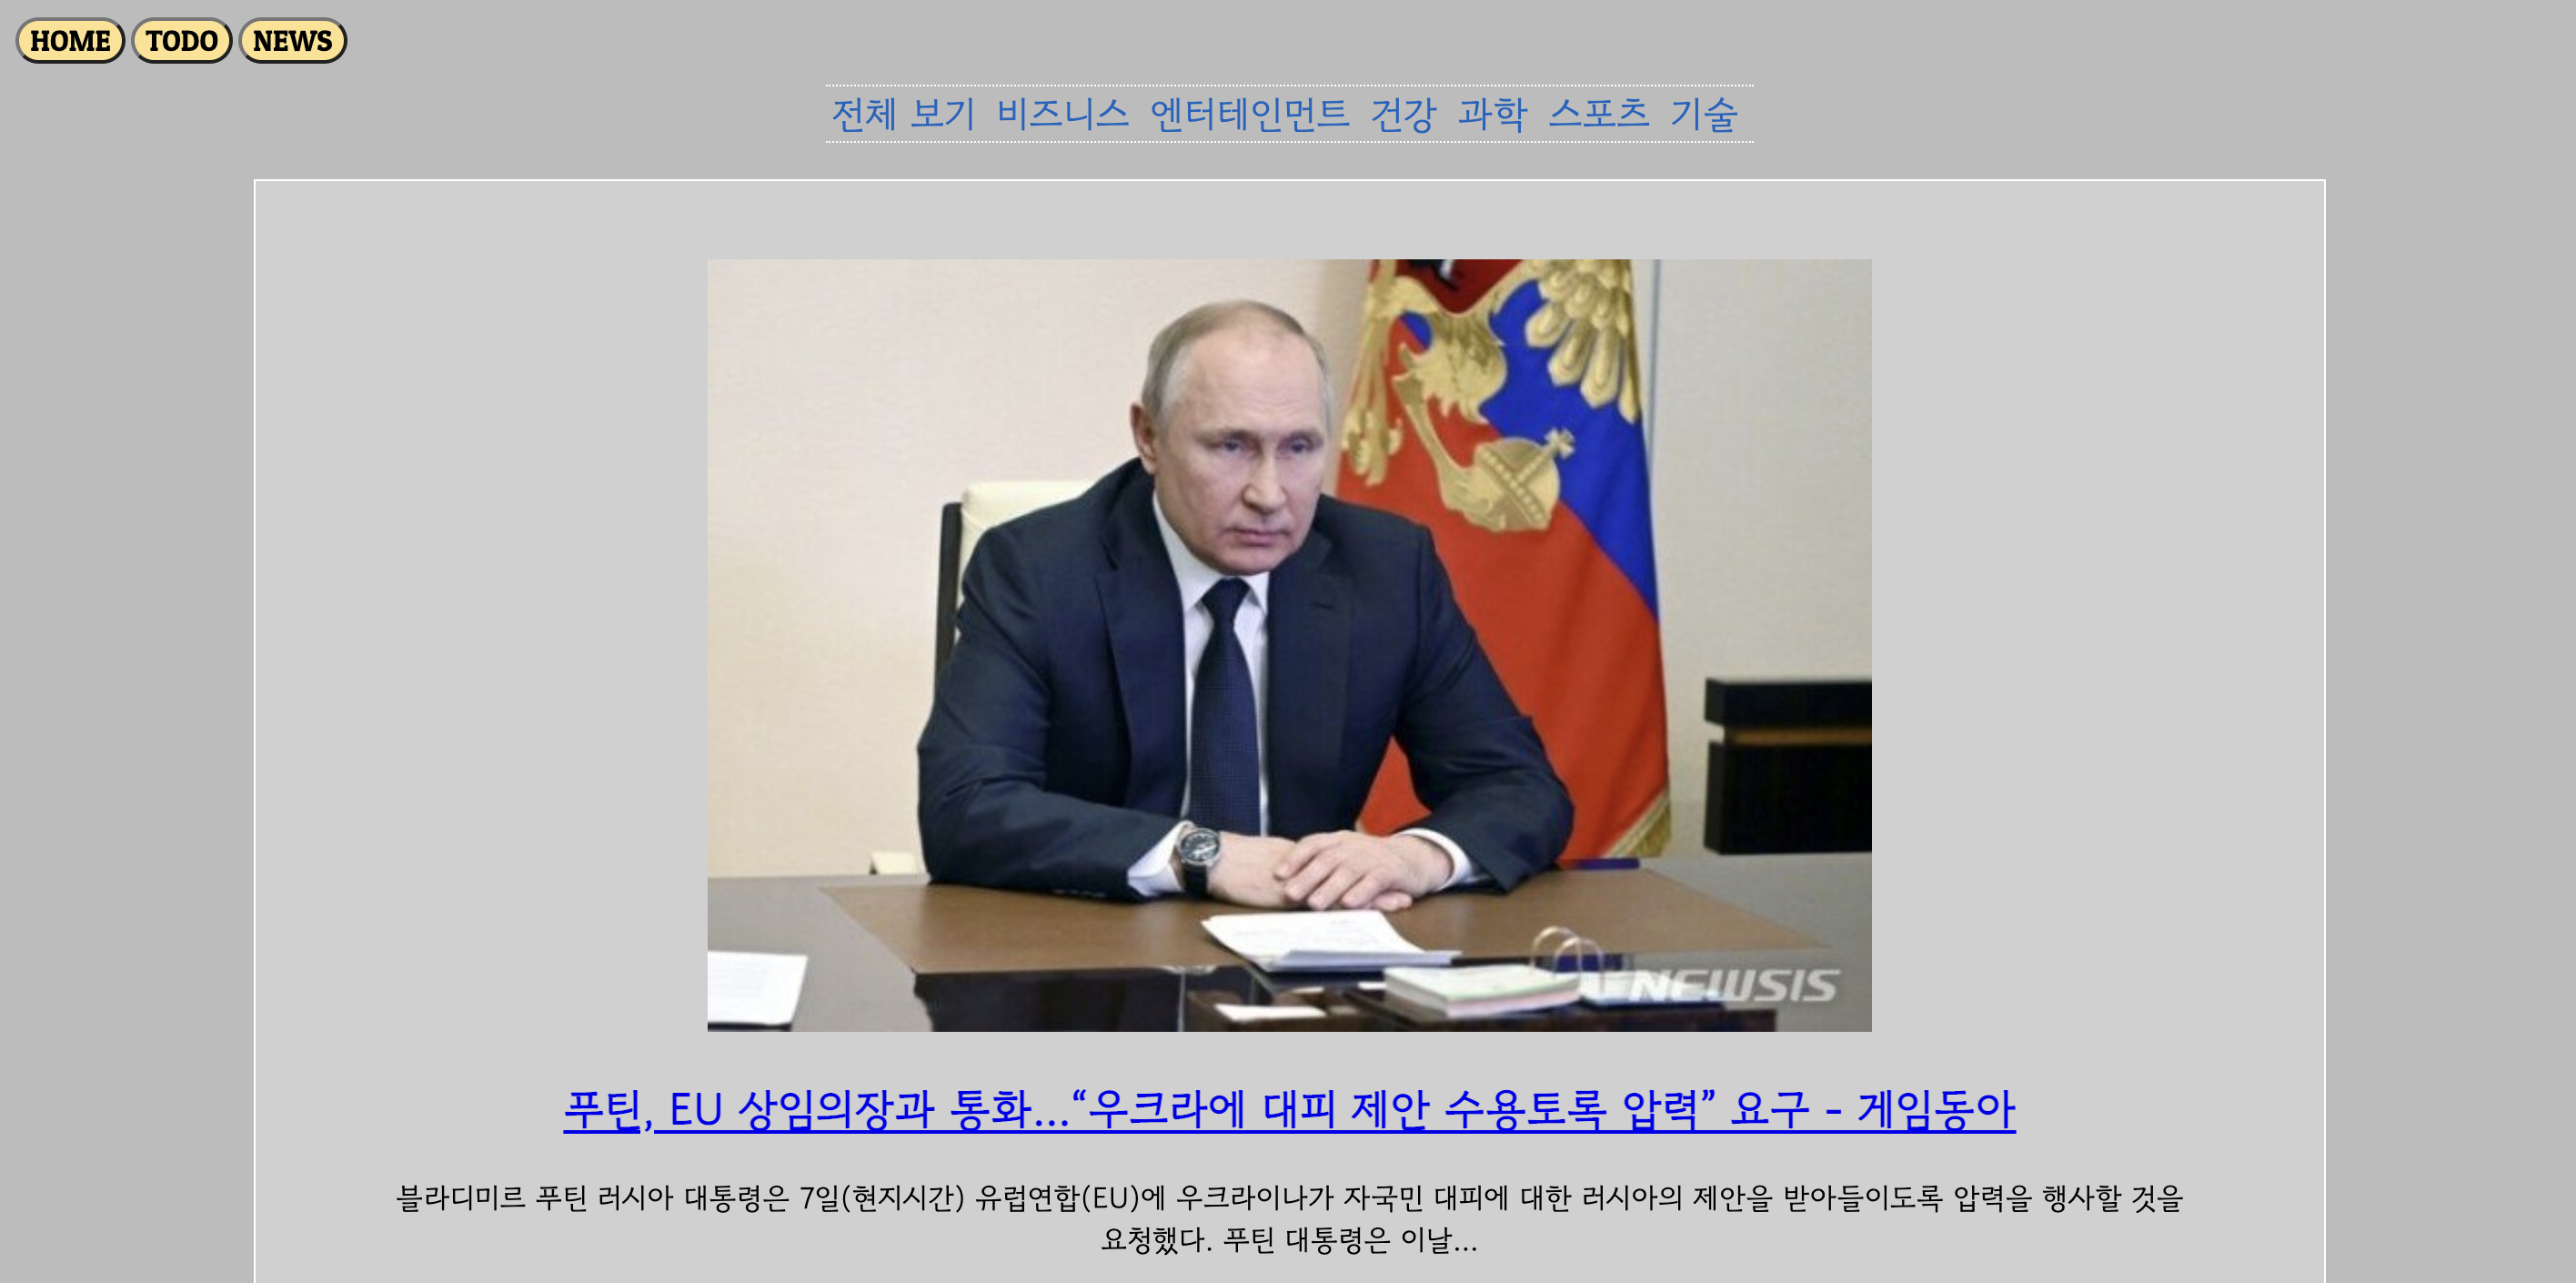 HOME TODO NEWS
전체 보기 비즈니스 엔터테인먼트 건강 과학 스포츠 기술
NEWSIS
푸틴, EU 상임의장과 통화…“우크라에 대피 제안 수용토록 압력” 요구 - 게임동아
블라디미르 푸틴 러시아 대통령은 7일(현지시간) 유럽연합(EU)에 우크라이나가 자국민 대피에 대한 러시아의 제안을 받아들이도록 압력을 행사할 것을
요청했다. 푸틴 대통령은 이날…